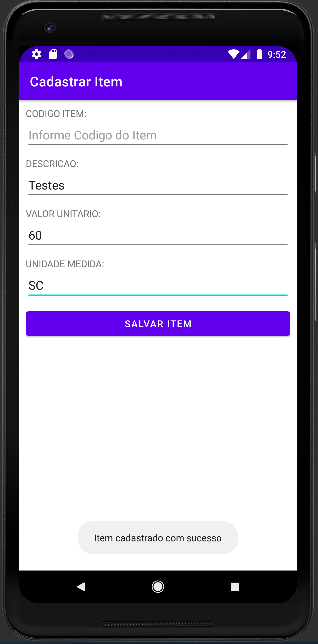 9:52
Cadastrar Item
CODIGO ITEM:
Informe Codigo do Item
DESCRICAO:
Testes
VALOR UNITARIO:
60
UNIDADE MEDIDA:
SC
SALVAR ITEM
Item cadastrado com sucesso